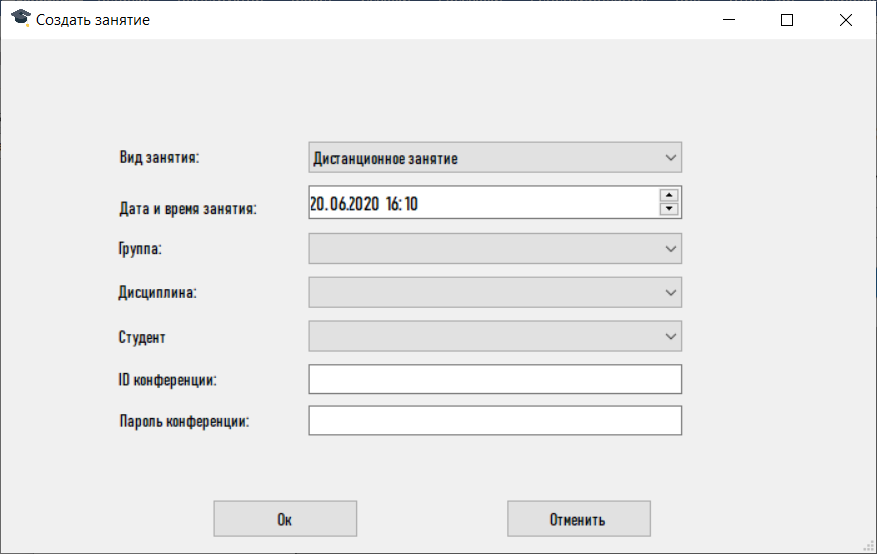 Создать занятие
Вид занятия:
Дистанционное занятие
Дата и время занятия:
20.06.2020 16:10
Группа:
Дисциплина:
Студент
ID конференции:
Пароль конференции:
Ок
Отменить